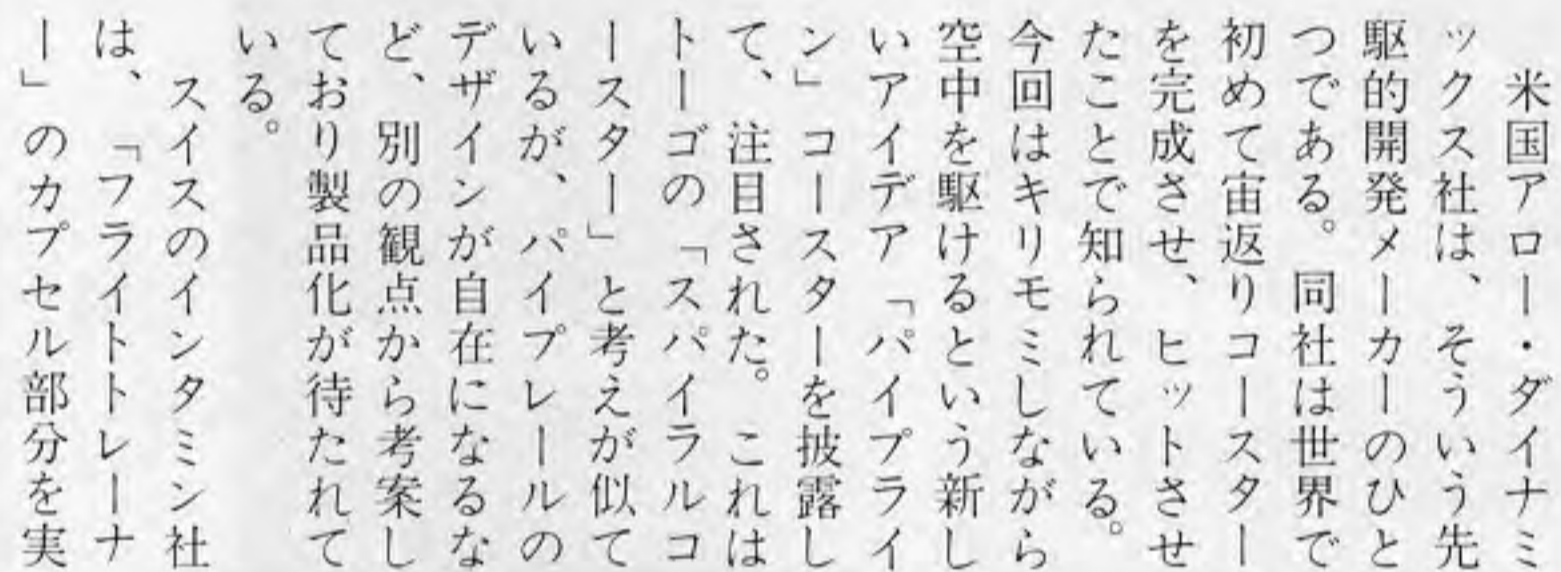 米国アロー・ダイナミ
ックス社は、そういう先
駆的開発メーカーのひと
つである。同社は世界で
初めて宙返りコースター
を完成させ、ヒットさせ
たことで知られている。
今回はキリモミしながら
空中を駆けるという新し
いアイデア「パイプライ
ン」コースターを披露し
て、注目された。これは
トーゴの「スパイラルコ
ースター」と考えが似て
いるが、パイプレールの
デザインが自在になるな
ど、別の観点から考案し
ており製品化が待たれて
いる。
スイスのインタミン社
は、「フライトトレーナ
ー」のカプセル部分を実